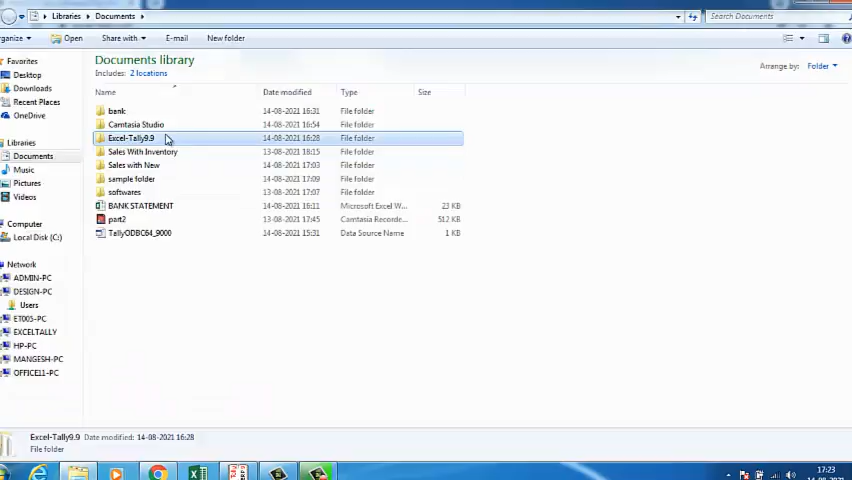 Libraries Documents
Search Documents
rganize Open Share with E-mail New folder
Favorites
Desktop
Downloads
Recent Places
OneDrive
Libraries
Documents
Music
Pictures
Videos
Computer
Local Disk (C:)
Network
ADMIN-PC
DESIGN-PC
Users
ET005-PC
EXCELTALLY
HP-PC
MANGESH-PC
OFFICE11-PC
Documents library
Includes: 2 locations
Arrange by: Folder
Name Date modified Type Size
bank 14-08-2021 16:31 File folder
Camtasia Studio 14-08-2021 16:54 File folder
Excel-Tally9.9 14-08-2021 16:28 File folder
Sales With Inventory 13-08-2021 18:15 File folder
Sales with New 14-08-2021 17:03 File folder
sample folder 14-08-2021 17:09 File folder
softwares 13-08-2021 17:07 File folder
BANK STATEMENT 14-08-2021 16:11 Microsoft Excel W... 23 KB
part2 13-08-2021 17:45 Camtasia Recorde... 512 KB
TallyODBC64_9000 14-08-2021 15:31 Data Source Name 1 KB
Excel-Tally9.9 Date modified: 14-08-2021 16:28
File folder
17:23